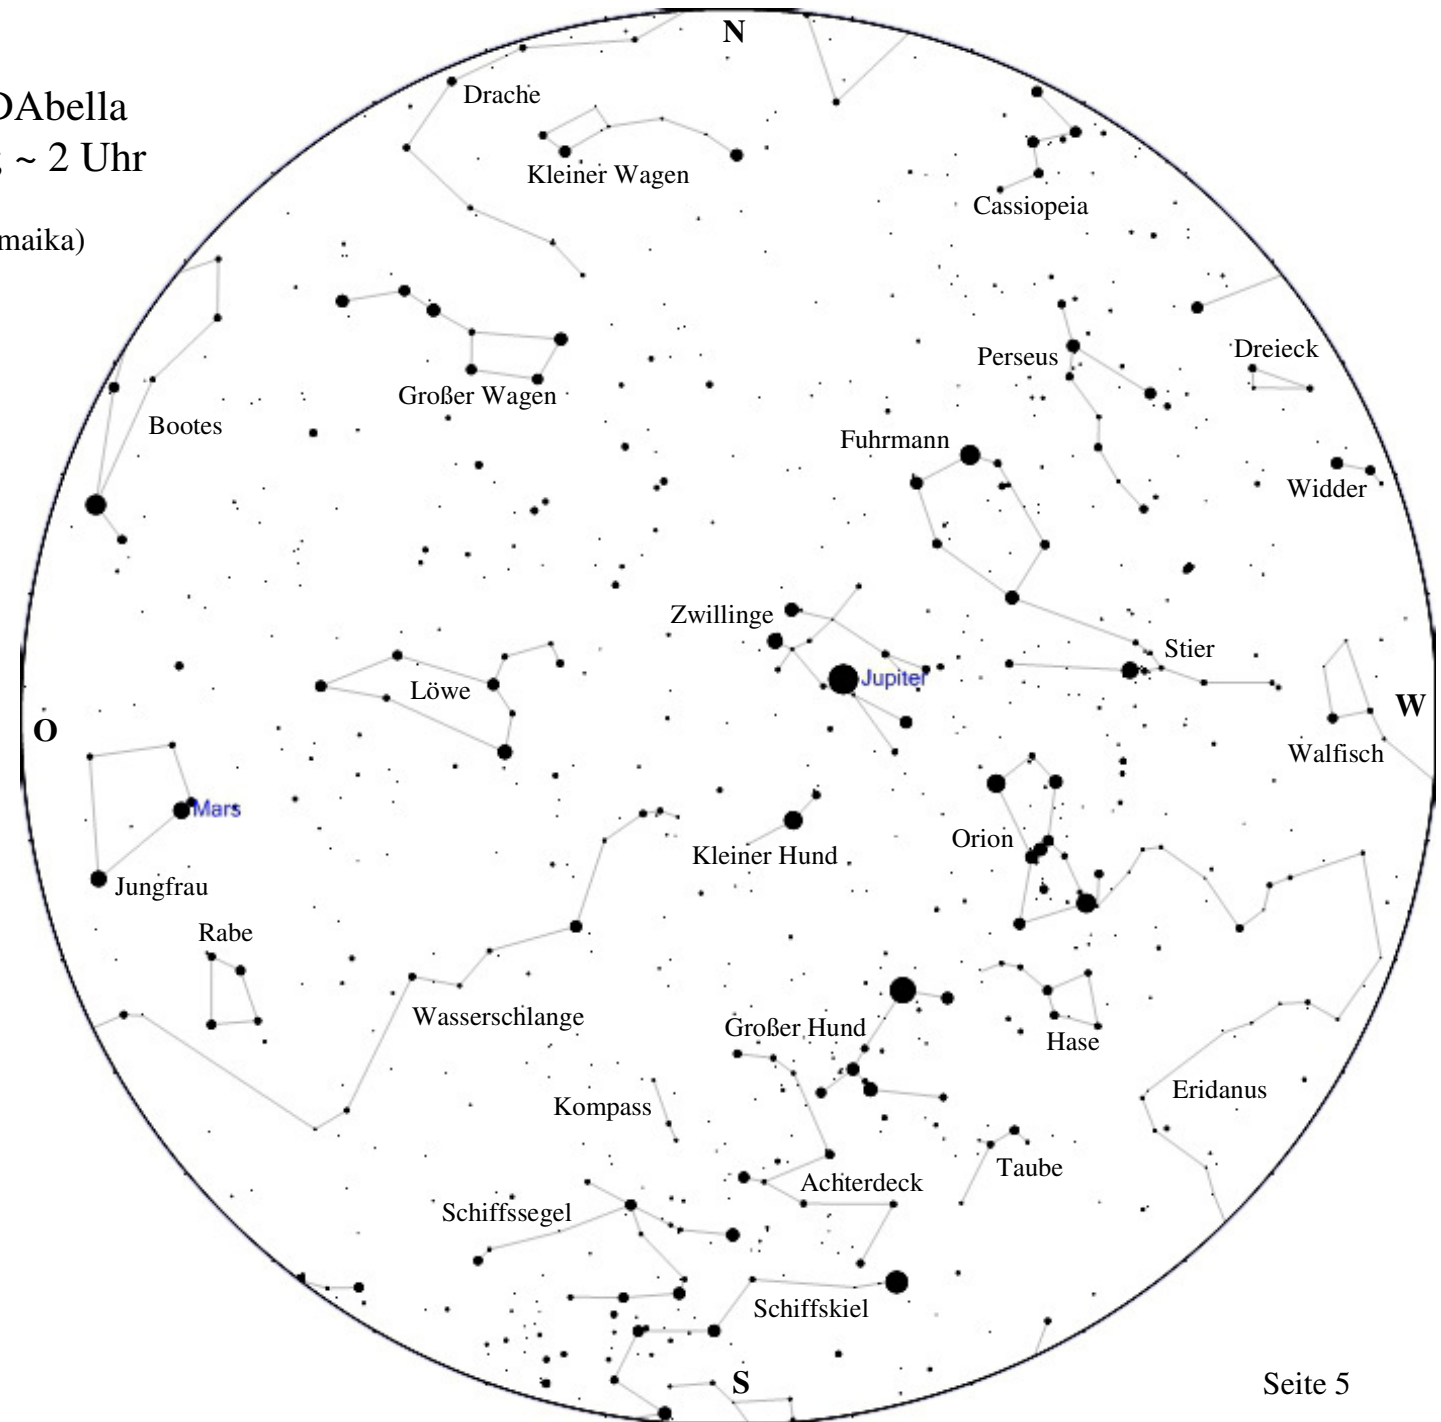 N
DAbella
~ 2 Uhr
maika)
Drache
Kleiner Wagen
Cassiopeia
Großer Wagen
Perseus
Dreieck
Bootes
Fuhrmann
Widder
Zwillinge
Stier
Löwe
Jupiter
O
W
Walfisch
Mars
Orion
Kleiner Hund
Jungfrau
Rabe
Wasserschlange
Großer Hund
Hase
Kompass
Eridanus
Taube
Achterdeck
Schiffssegel
Schiffskiel
S
Seite 5